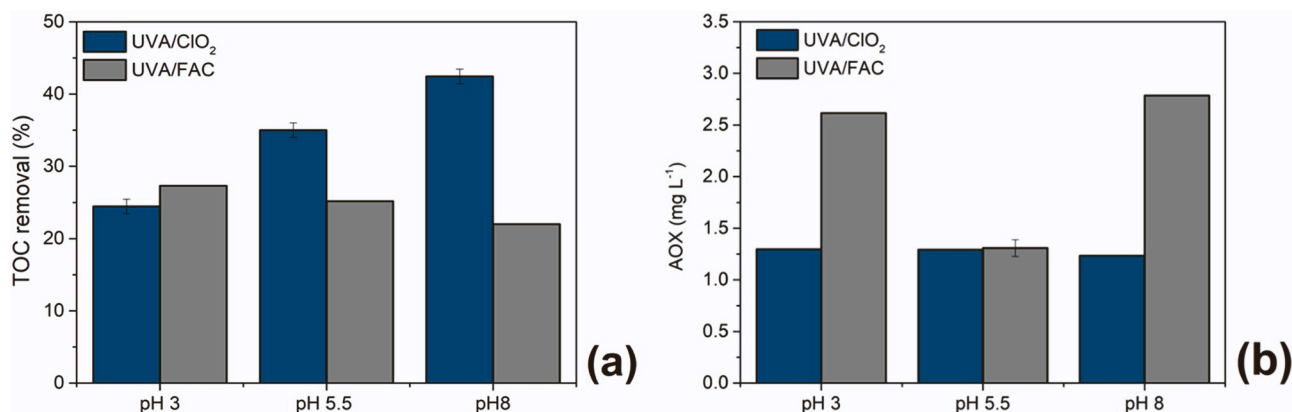 50
40
30
20
10
0
TOC removal (%)
UVA/ClO₂
UVA/FAC
pH 3
pH 5.5
pH8
(a)
3.5
3.0
2.5
2.0
1.5
1.0
0.5
0.0
AOX (mg L⁻¹)
UVA/ClO₂
UVA/FAC
pH 3
pH 5.5
pH 8
(b)